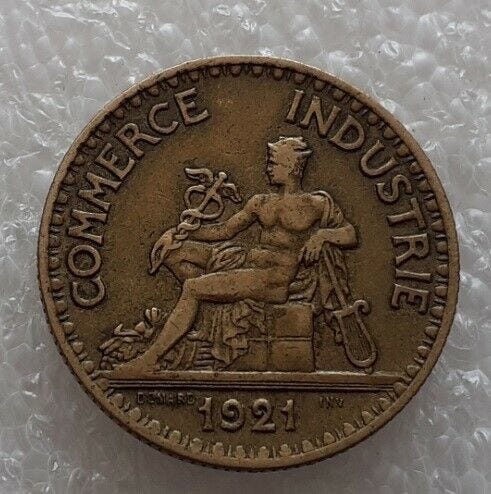 COMMERCE INDUSTRIE
DOMARD INV
1921